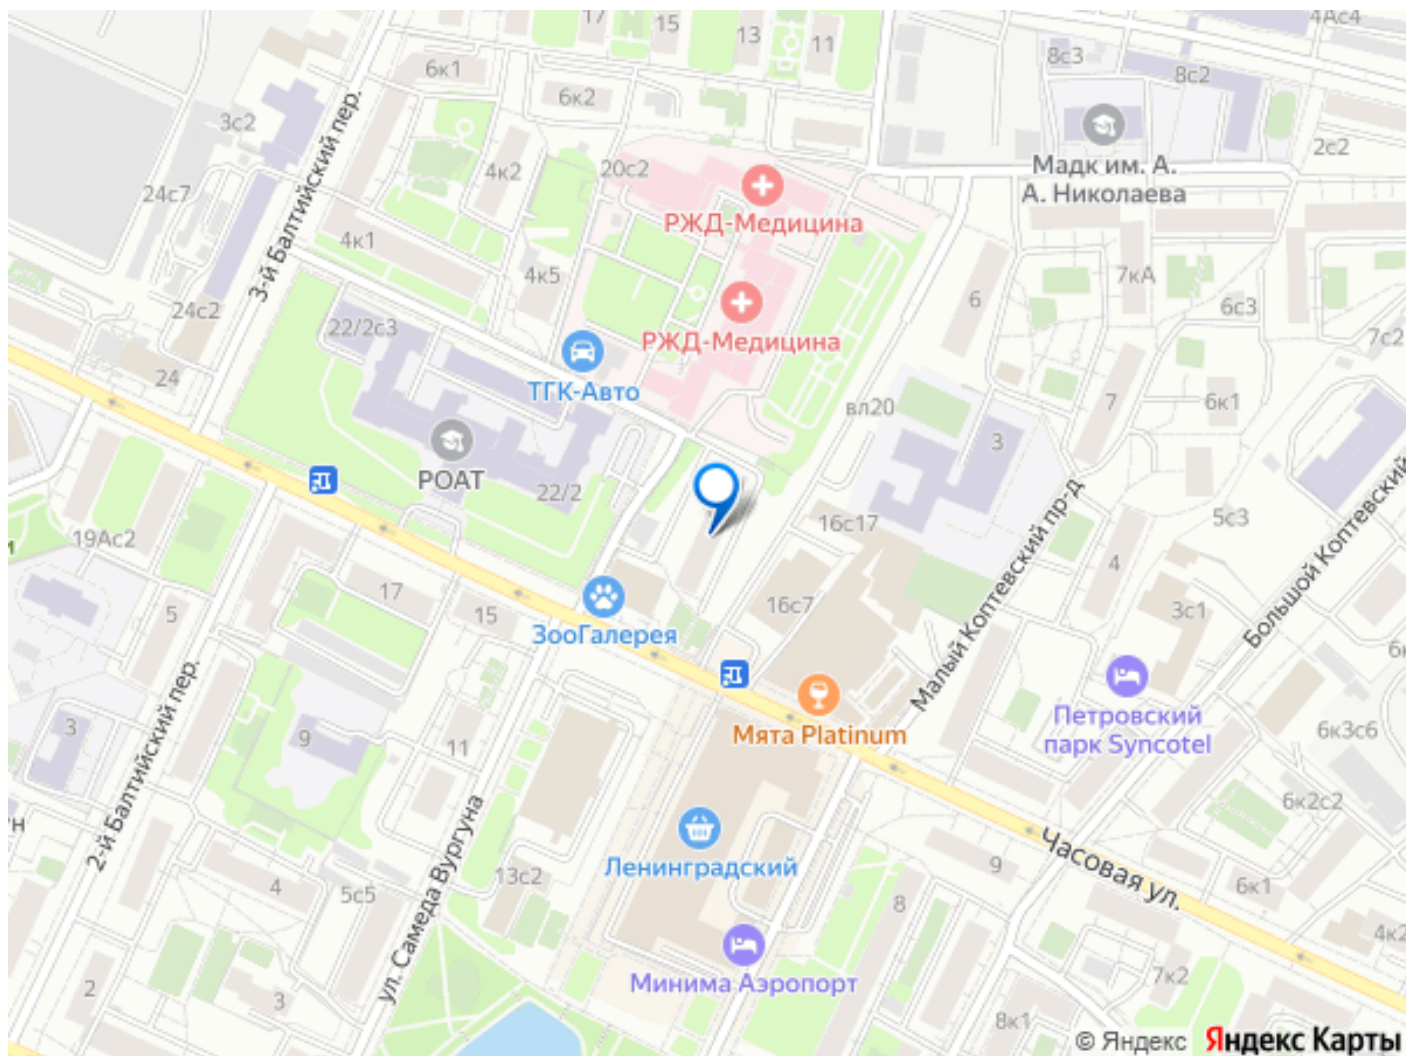 17
15
13
11
4Ас4
6к1
8с3
8с2
6к2
3с2
3-й Балтийский пер.
2с2
Мадк им. А.
А. Николаева
4к2
20с2
24с7
РЖД-Медицина
4к1
4к5
7кА
6
6с3
24с2
22/2с3
РЖД-Медицина
7с2
24
ТГК-Авто
вл20
7
6к1
3
РОАТ
22/2
16с17
5с3
Большой Коптевский
19Ас2
и
4
17
15
5
16с7
3с1
ЗооГалерея
Малый Коптевский пр-д
6к
2-й Балтийский пер.
3
9
11
Мята Platinum
Петровский
парк Syncotel
6к3с6
6к2с2
н
ул. Самеда Вургуна
Ленинградский
9
Часовая ул.
4
5с5
13с2
8
6к1
4к2
Минима Аэропорт
7к2
2
3
8к1
© Яндекс Яндекс Карты